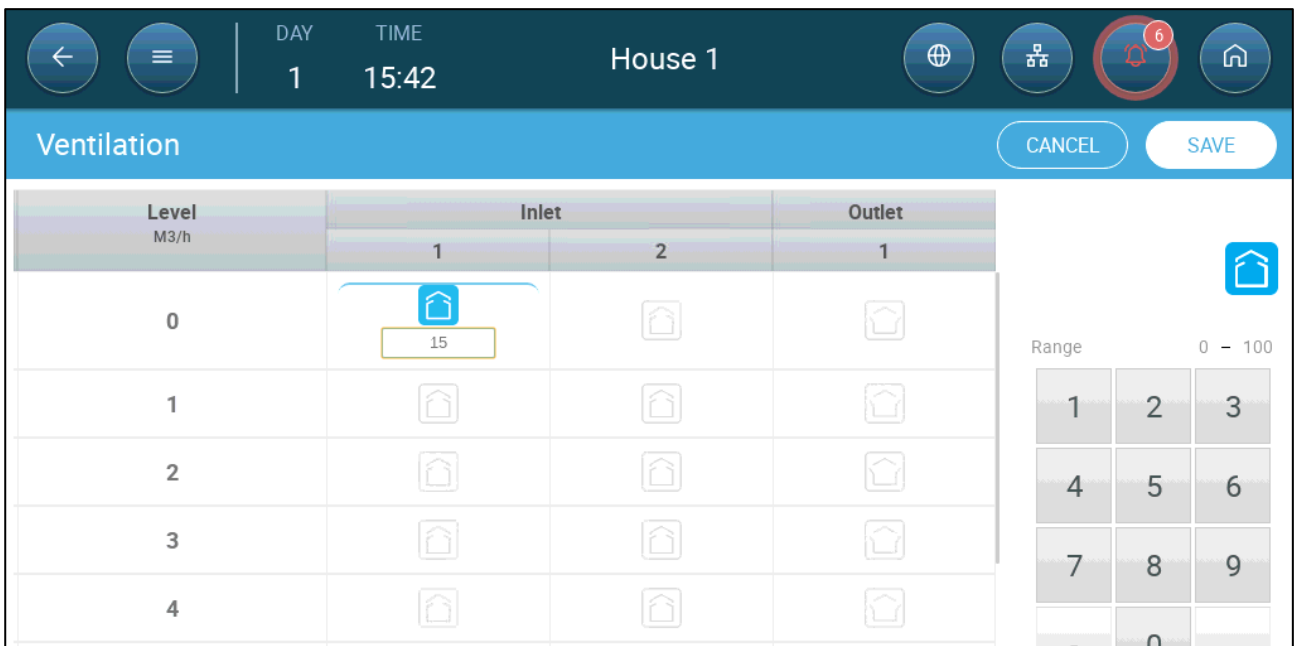 DAY TIME
1 15:42 House 1 6
Ventilation CANCEL SAVE
Level Inlet Outlet
M3/h
1 2 1
0
15
Range 0 – 100
1
2
3
4
1 2 3
4 5 6
7 8 9
0